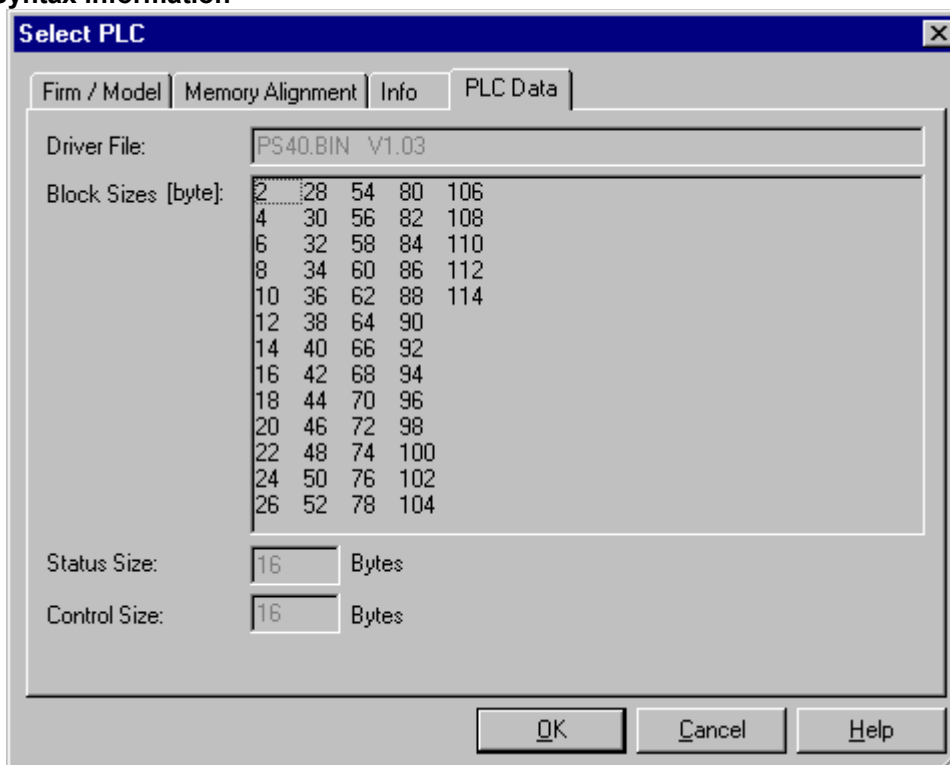 Syntax Information
Select PLC
Firm / Model Memory Alignment Info PLC Data
Driver File: PS40.BIN V1.03
Block Sizes [byte]: 2 28 54 80 106
4 30 56 82 108
6 32 58 84 110
8 34 60 86 112
10 36 62 88 114
12 38 64 90
14 40 66 92
16 42 68 94
18 44 70 96
20 46 72 98
22 48 74 100
24 50 76 102
26 52 78 104
Status Size: 16 Bytes
Control Size: 16 Bytes
OK Cancel Help